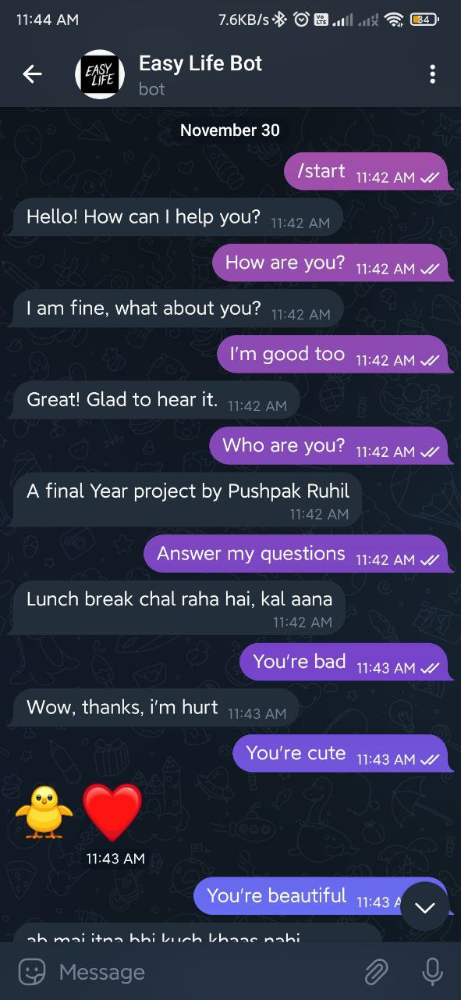 11:44 AM
7.6KB/s
Vo LTE
34
EASY
LIFE
Easy Life Bot
bot
November 30
/start 11:42 AM
Hello! How can I help you? 11:42 AM
How are you? 11:42 AM
I am fine, what about you? 11:42 AM
I'm good too 11:42 AM
Great! Glad to hear it. 11:42 AM
Who are you? 11:42 AM
A final Year project by Pushpak Ruhil
11:42 AM
Answer my questions 11:42 AM
Lunch break chal raha hai, kal aana
11:42 AM
You're bad 11:43 AM
Wow, thanks, i'm hurt 11:43 AM
You're cute 11:43 AM
11:43 AM
You're beautiful 11:43 A
ab mai itna bhi kuch khaas nahi
Message